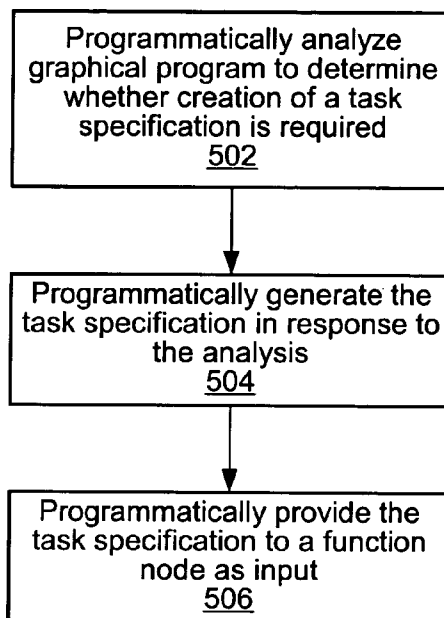 Programmatically analyze
graphical program to determine
whether creation of a task
specification is required
502
Programmatically generate the
task specification in response to
the analysis
504
Programmatically provide the
task specification to a function
node as input
506